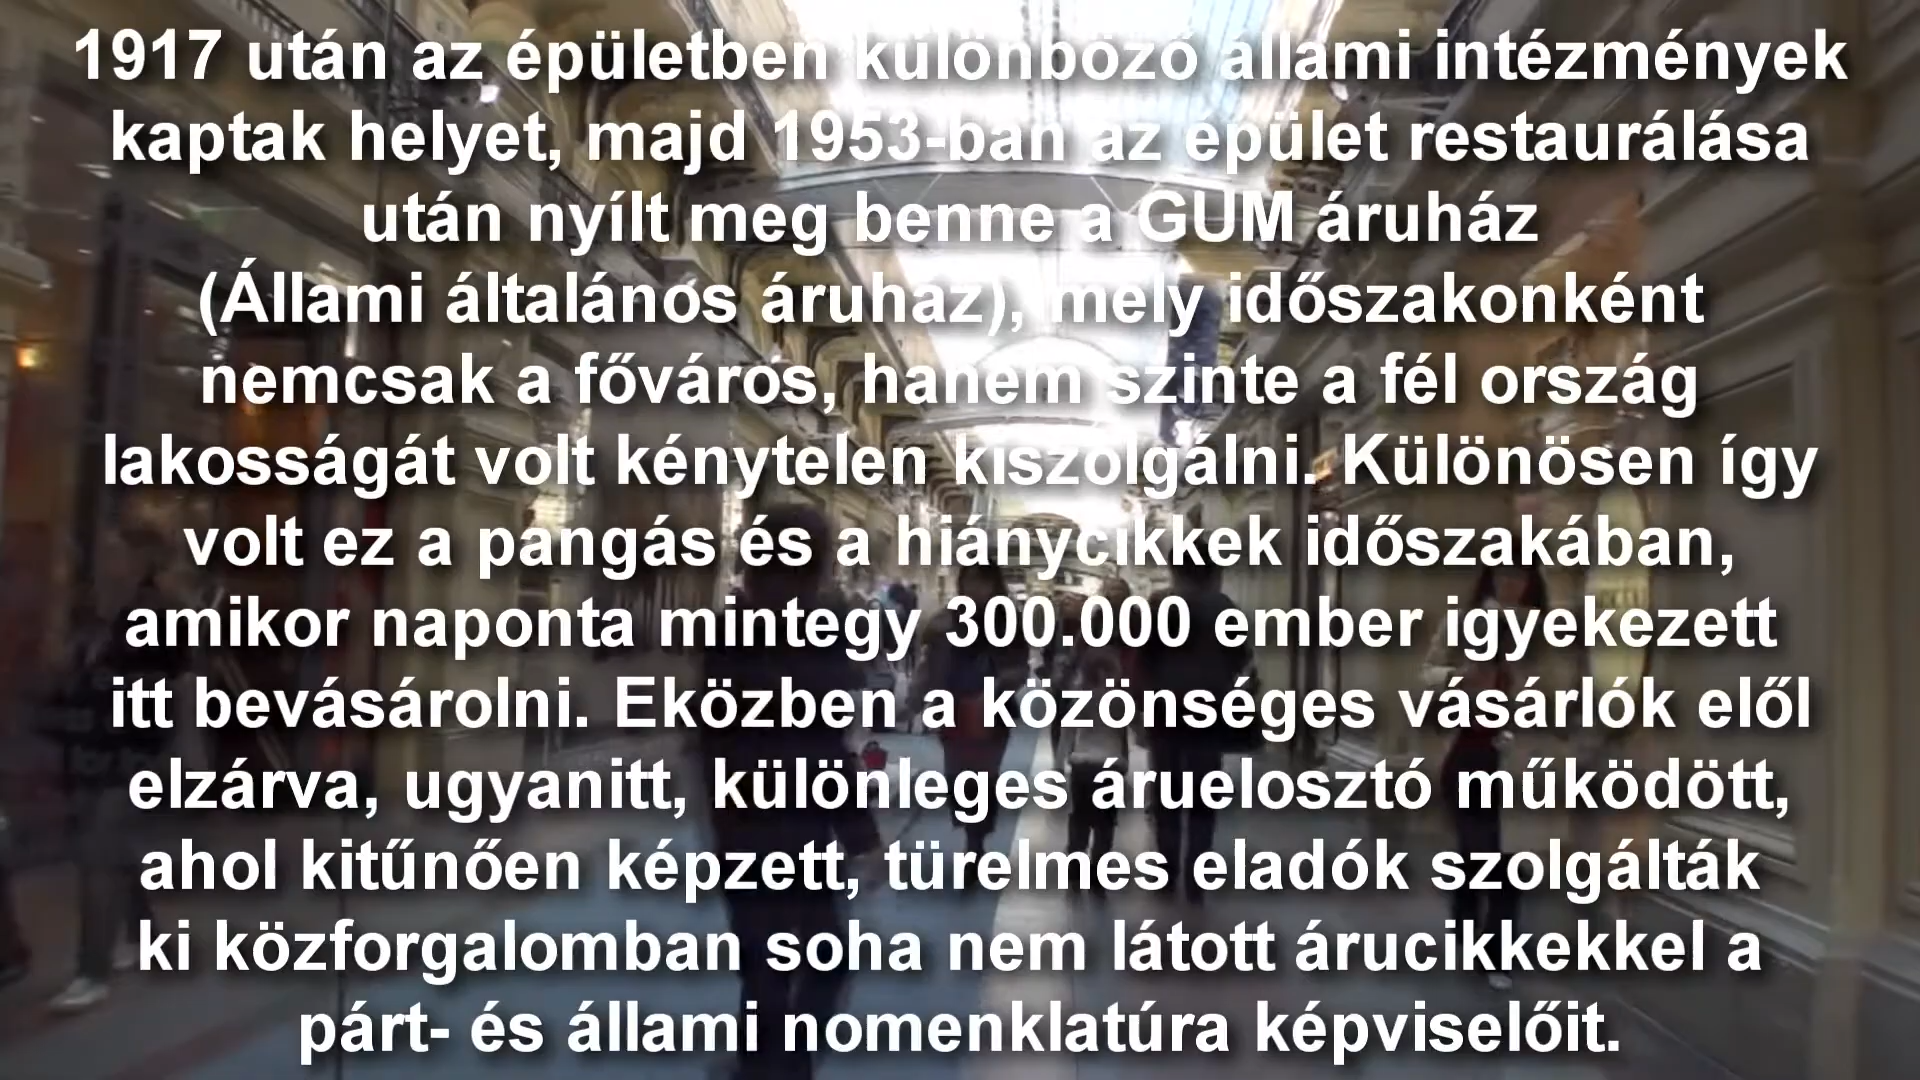 1917 után az épületben különböző állami intézmények
kaptak helyet, majd 1953-ban az épület restaurálása
után nyílt meg benne a GUM áruház
(Állami általános áruház), mely időszakonként
nemcsak a főváros, hanem szinte a fél ország
lakosságát volt kénytelen kiszolgálni. Különösen így
volt ez a pangás és a hiánycikkek időszakában,
amikor naponta mintegy 300.000 ember igyekezett
itt bevásárolni. Eközben a közönséges vásárlók elől
elzárva, ugyanitt, különleges áruelosztó működött,
ahol kitűnően képzett, türelmes eladók szolgálták
ki közforgalomban soha nem látott árucikkekkel a
párt- és állami nomenklatúra képviselőit.